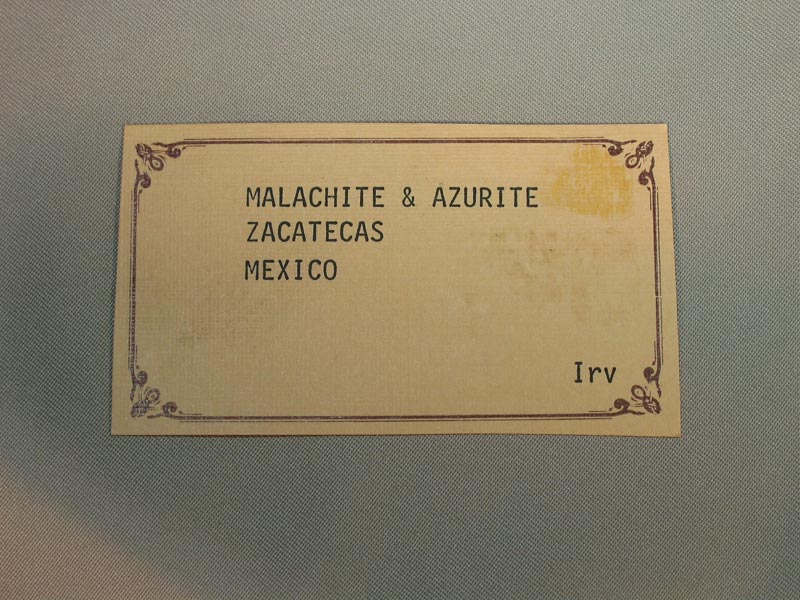 MALACHITE & AZURITE
ZACATECAS
MEXICO
Irv